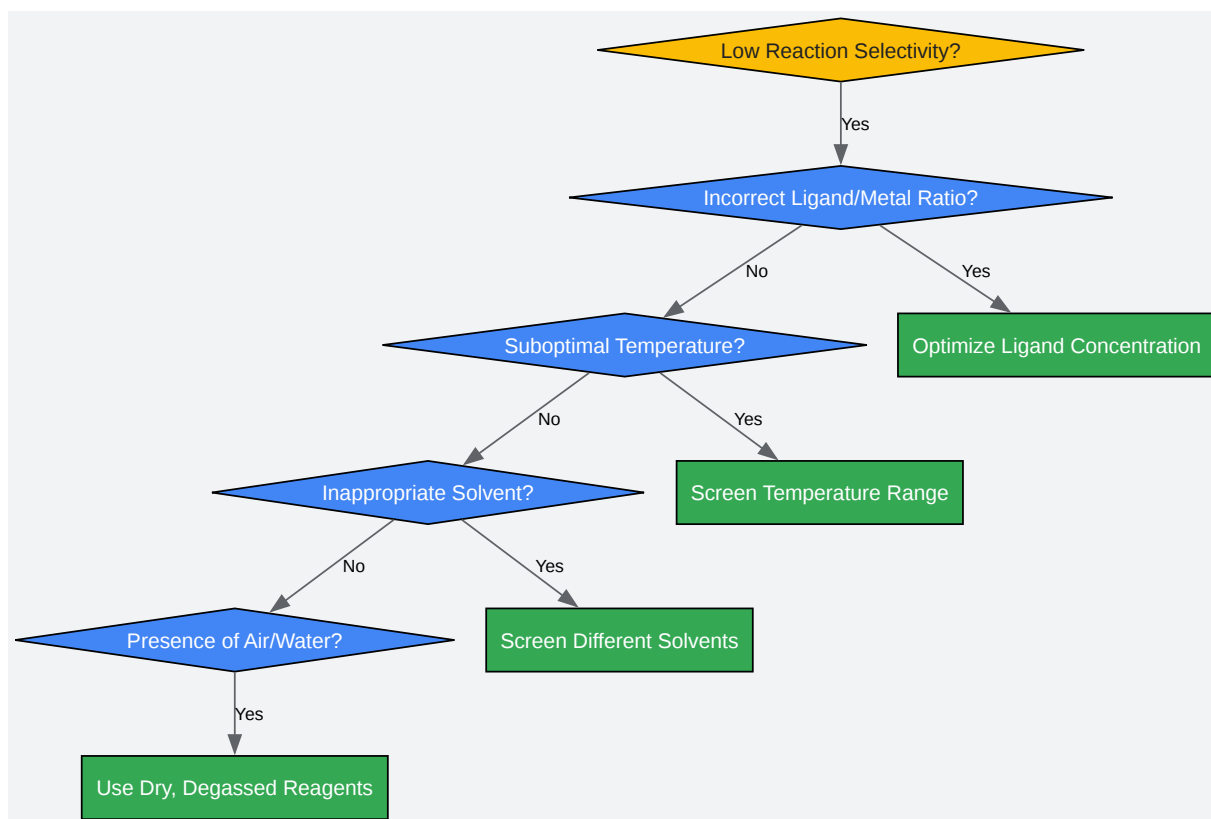 Low Reaction Selectivity?
Yes
Incorrect Ligand/Metal Ratio?
No
Yes
Suboptimal Temperature?
Optimize Ligand Concentration
No
Yes
Inappropriate Solvent?
Screen Temperature Range
No
Yes
Presence of Air/Water?
Screen Different Solvents
Yes
Use Dry, Degassed Reagents